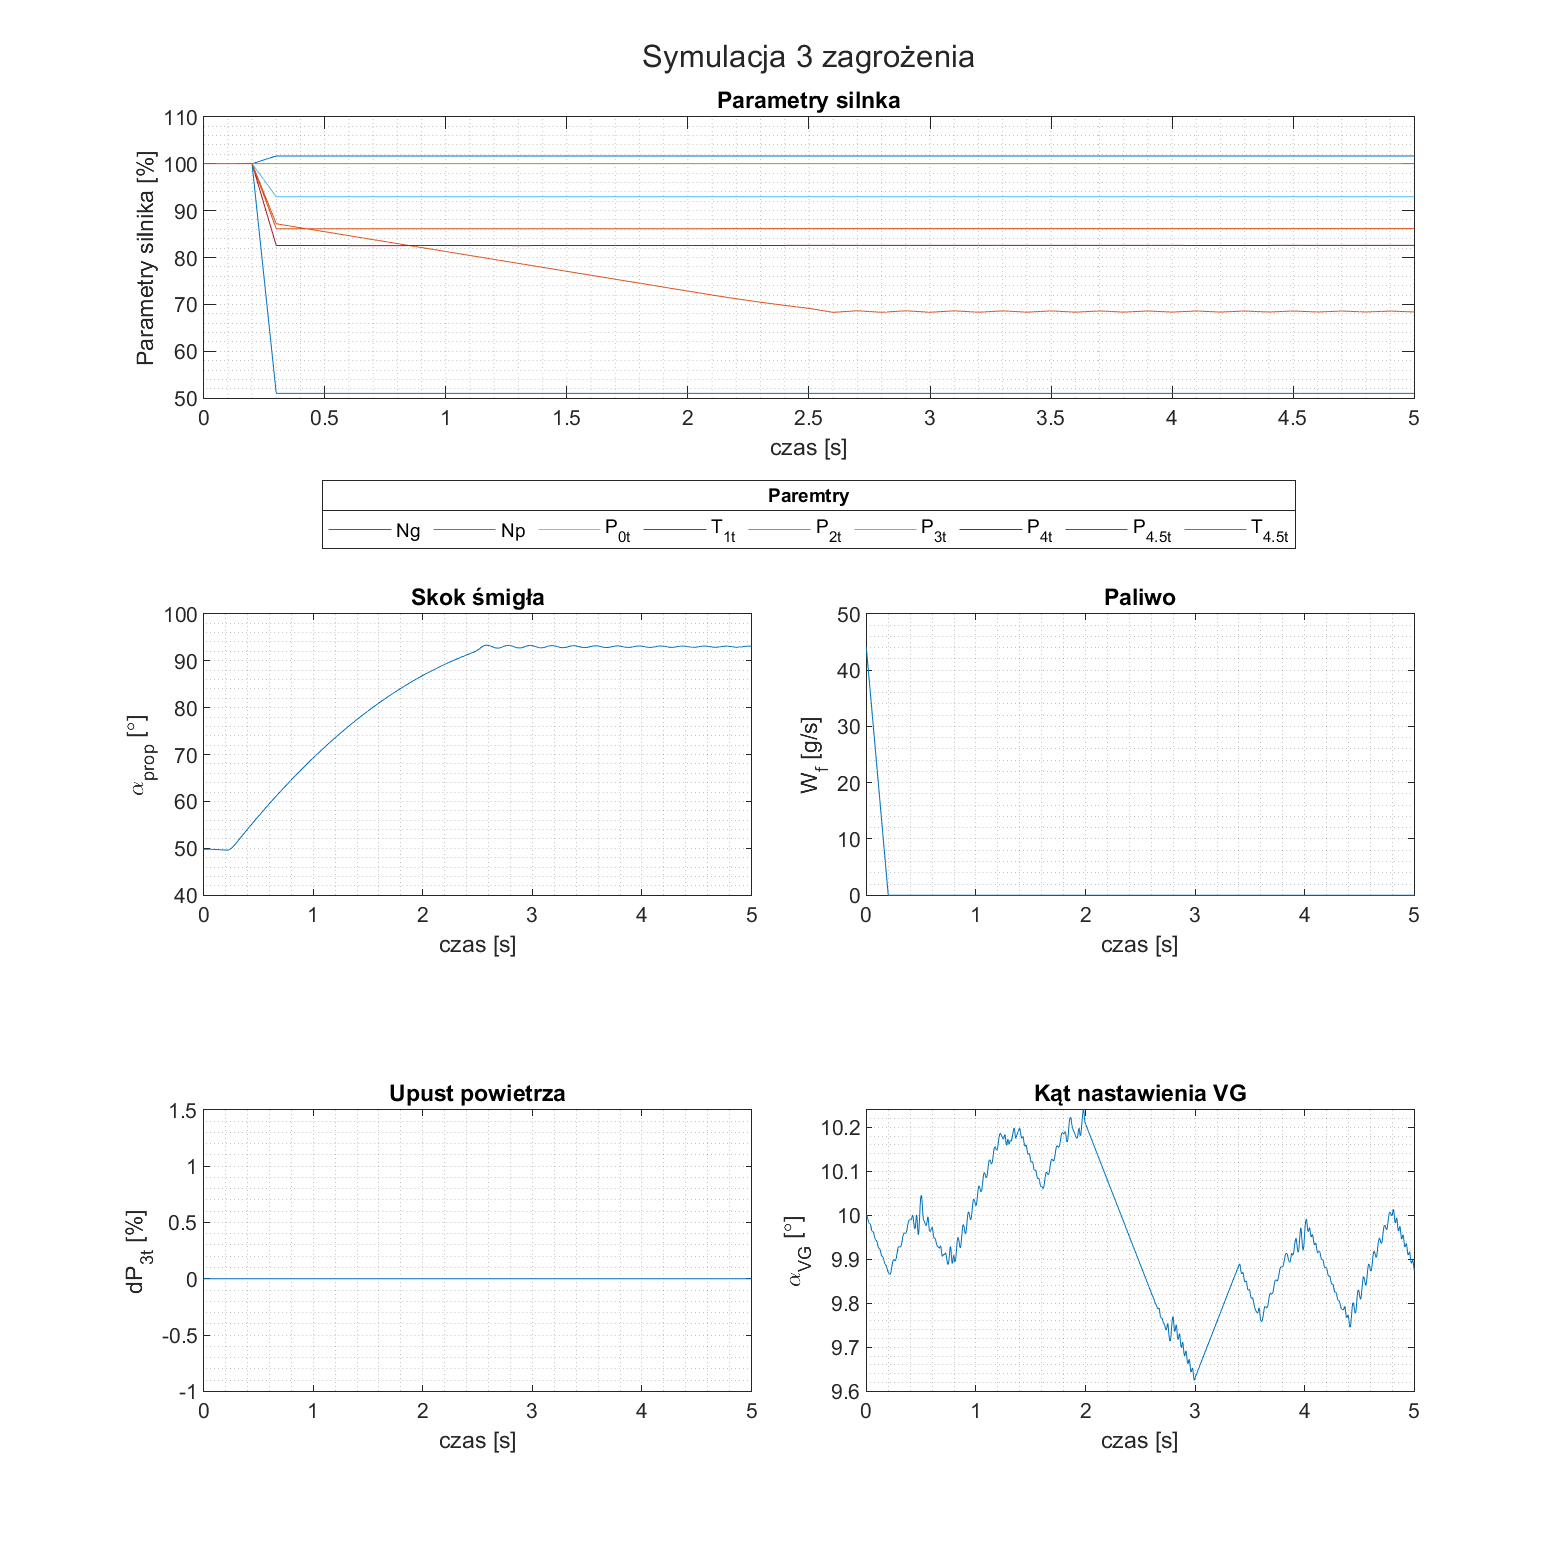 Symulacja 3 zagrożenia
Parametry silnka
110
100
90
80
70
60
50
Parametry silnika [%]
0 0.5 1 1.5 2 2.5 3 3.5 4 4.5 5
czas [s]
Paremtry
Ng Np P0t T1t P2t P3t P4t P4.5t T4.5t
Skok śmigła
100
90
80
70
60
50
40
αprop [°]
0 1 2 3 4 5
czas [s]
Paliwo
50
40
30
20
10
0
Wf [g/s]
0 1 2 3 4 5
czas [s]
Upust powietrza
1.5
1
0.5
0
-0.5
-1
dP3t [%]
0 1 2 3 4 5
czas [s]
Kąt nastawienia VG
10.2
10.1
10
9.9
9.8
9.7
9.6
αVG [°]
0 1 2 3 4 5
czas [s]